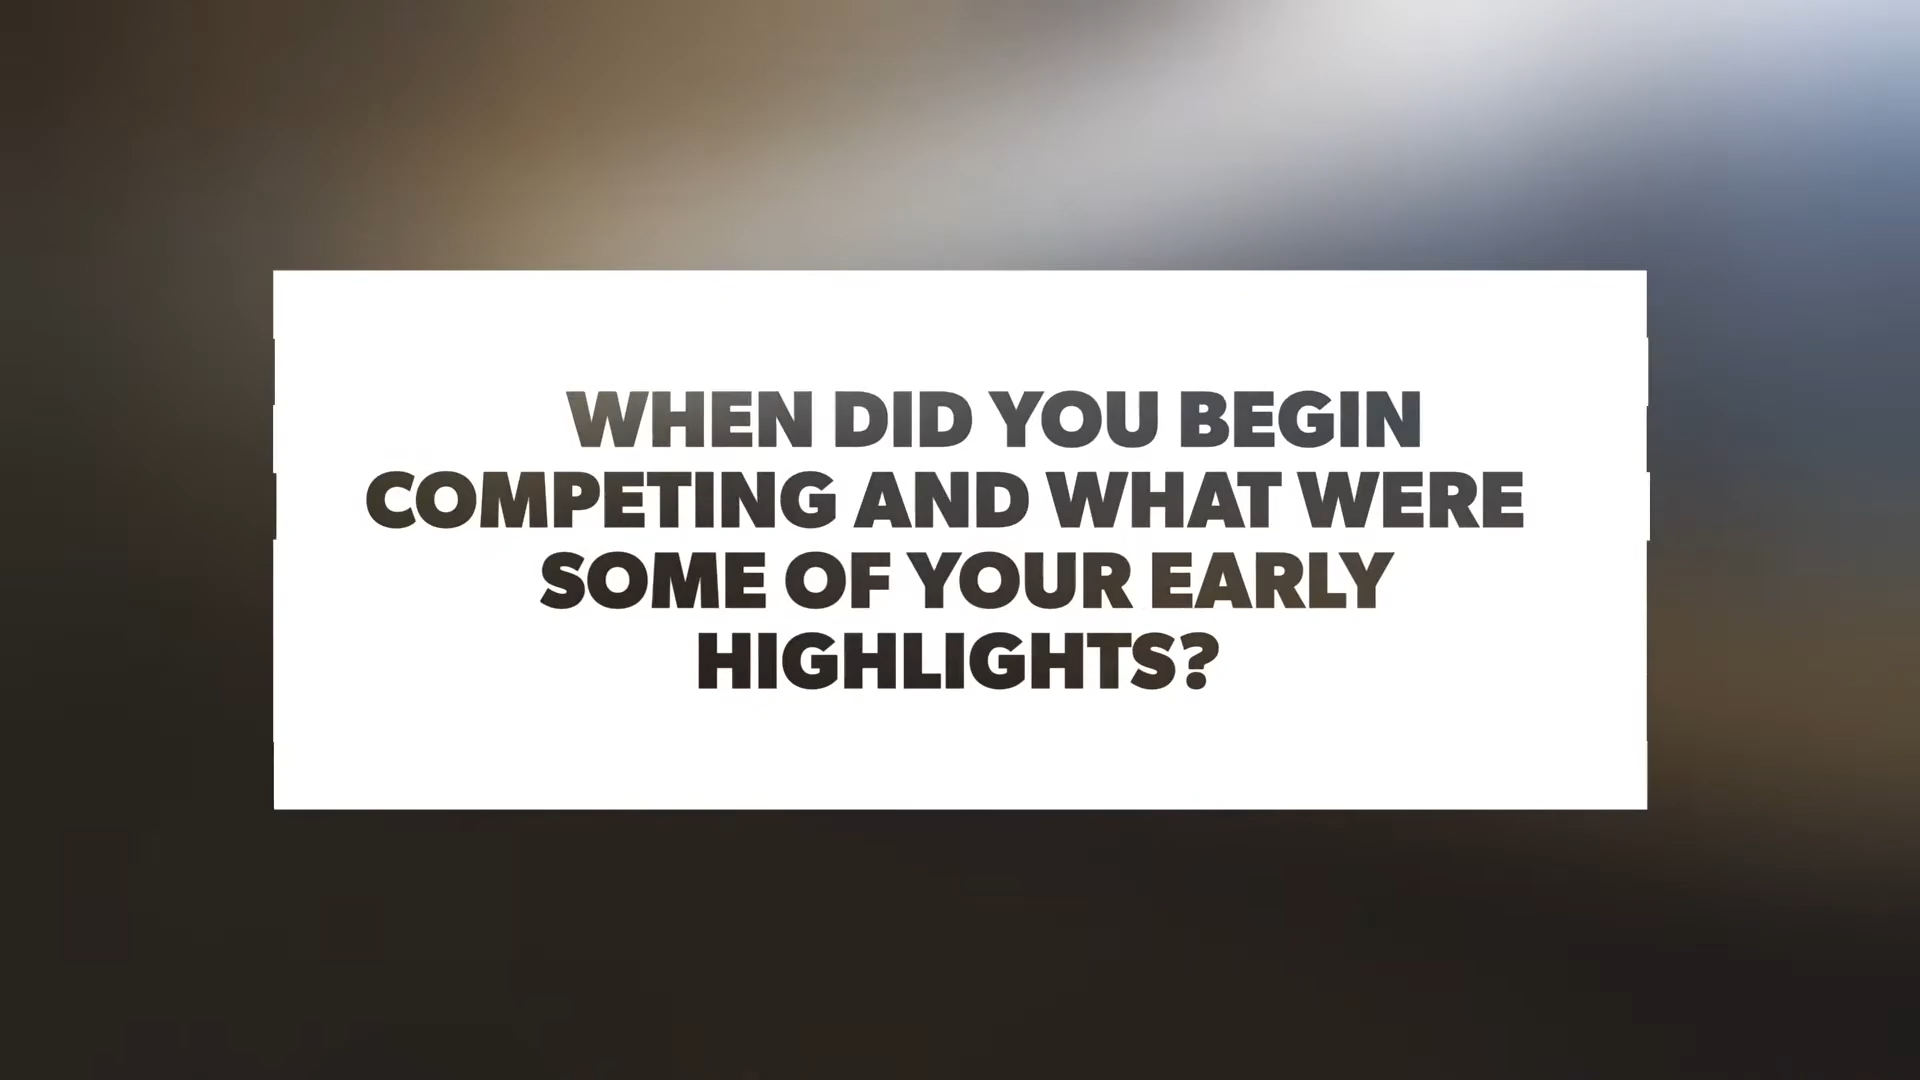 WHEN DID YOU BEGIN
COMPETING AND WHAT WERE
SOME OF YOUR EARLY
HIGHLIGHTS?